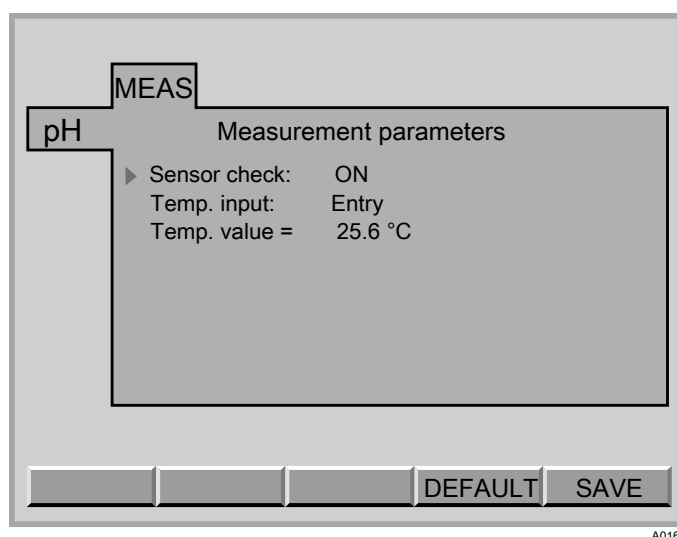 MEAS
pH
Measurement parameters
Sensor check: ON
Temp. input: Entry
Temp. value = 25.6 °C
DEFAULT SAVE